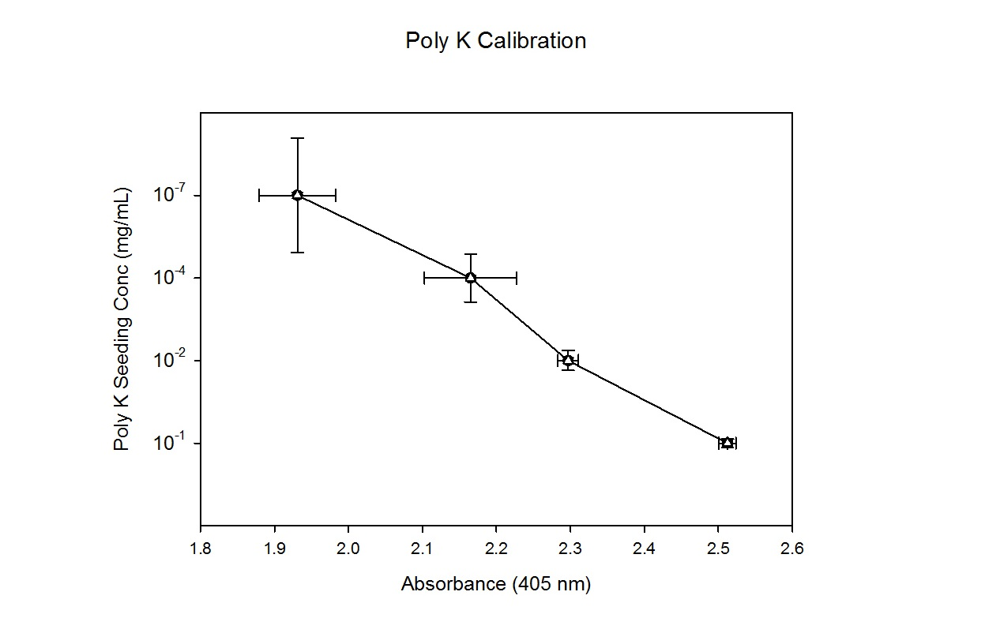 Poly K Calibration
Poly K Seeding Conc (mg/mL)
10-7
10-4
10-2
10-1
1.8 1.9 2.0 2.1 2.2 2.3 2.4 2.5 2.6
Absorbance (405 nm)